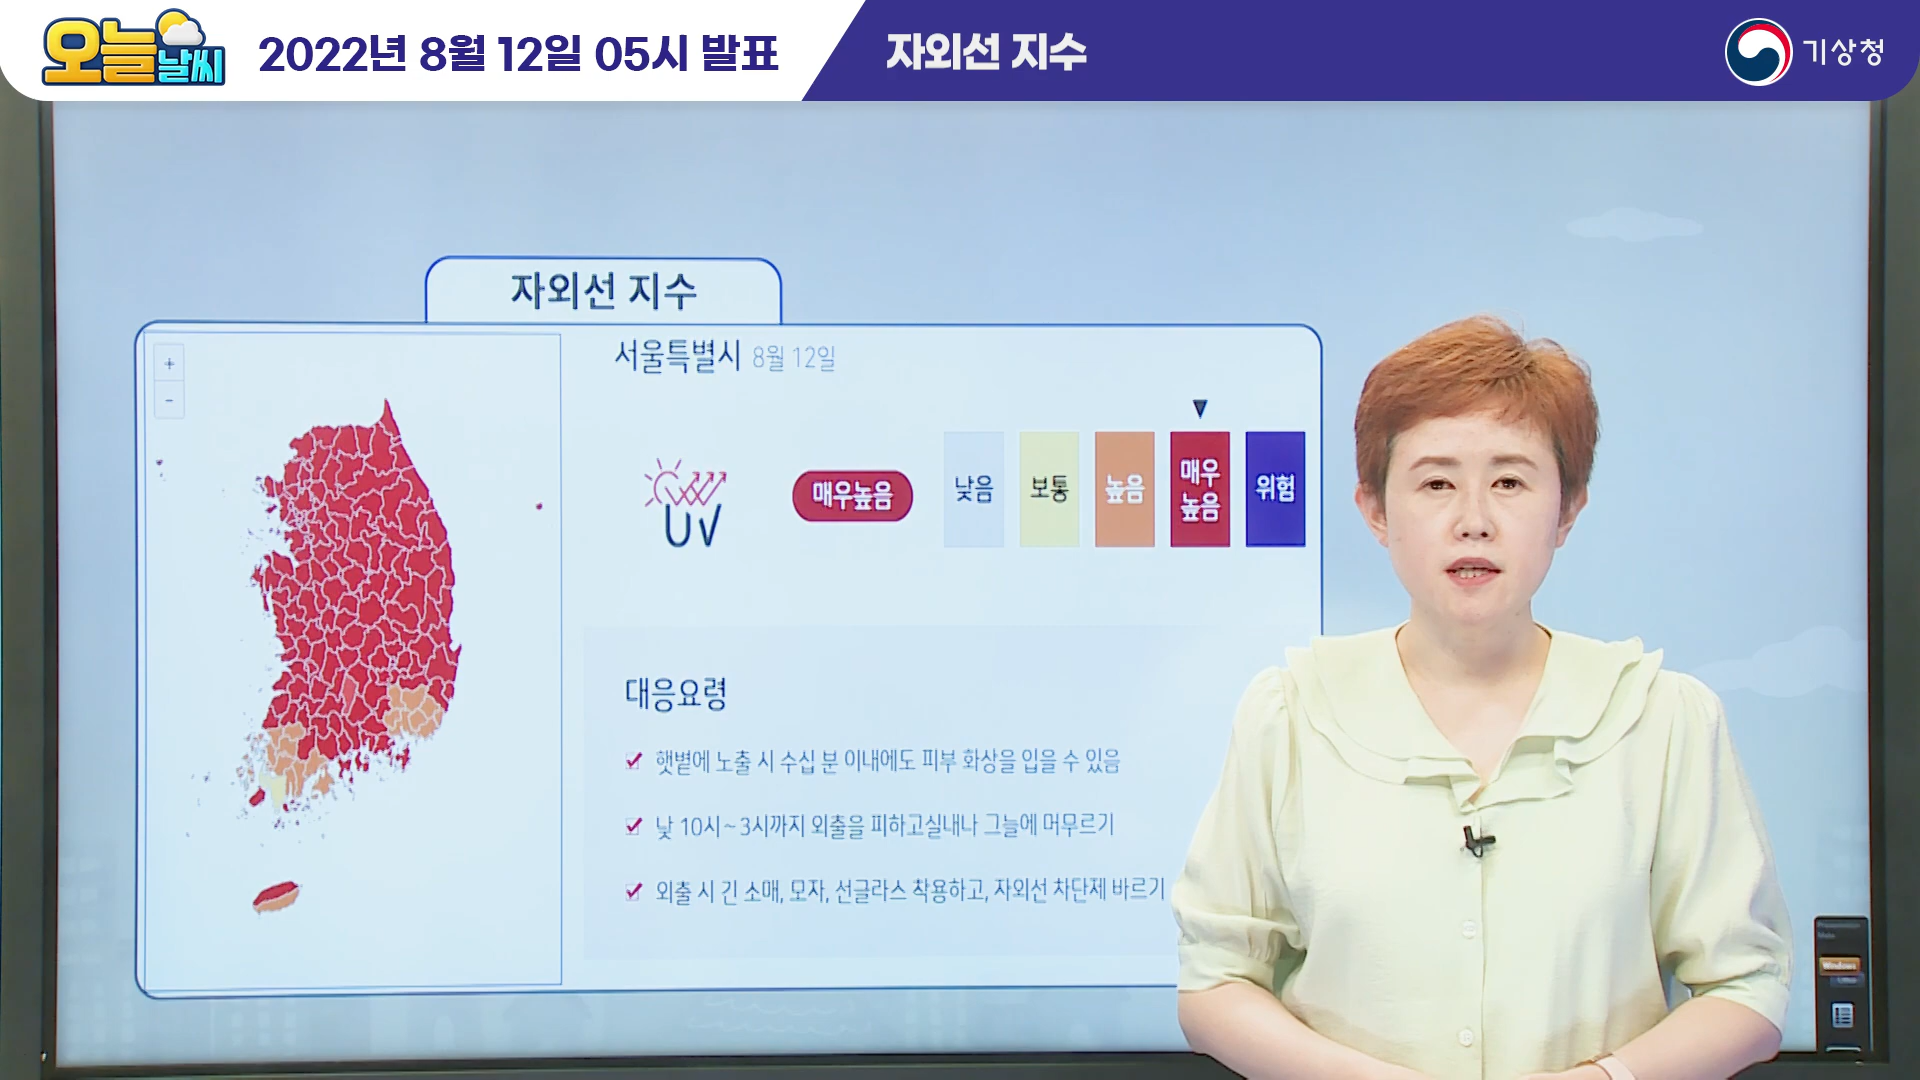 오늘날씨
2022년 8월 12일 05시 발표
자외선 지수
기상청
자외선 지수
+
-
서울특별시 8월 12일
UV
매우높음
낮음
보통
높음
매우
높음
위험
대응요령
햇볕에 노출 시 수십 분 이내에도 피부 화상을 입을 수 있음
낮 10시~3시까지 외출을 피하고실내나 그늘에 머무르기
외출 시 긴 소매, 모자, 선글라스 착용하고, 자외선 차단제 바르기
Windows